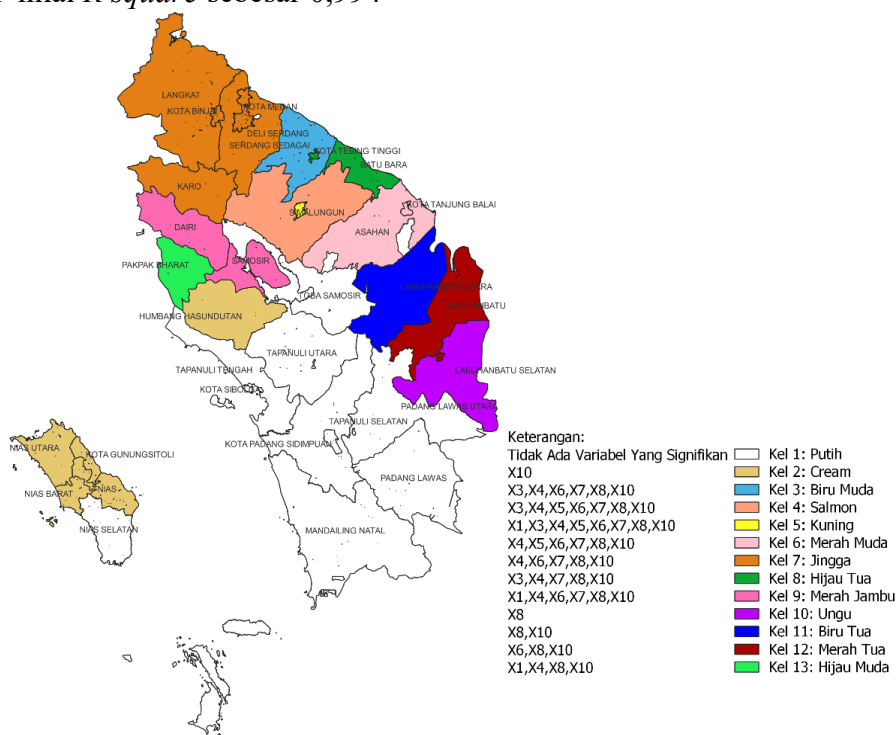 nilai R square sebesar 0,994
LANGKAT
KOTA BINJAI
KOTA MEDAN
DELI SERDANG
SERDANG BEDAGAI
KOTA TEBING TINGGI
BATU BARA
KARO
SIMALUNGUN
KOTA TANJUNG BALAI
DAIRI
ASAHAN
SAMOSIR
PAKPAK BHARAT
TOBA SAMOSIR
LABUHANBATU UTARA
LABUHANBATU
HUMBANG HASUNDUTAN
TAPANULI UTARA
TAPANULI TENGAH
LABUHANBATU SELATAN
KOTA SIBOLGA
PADANG LAWAS UTARA
TAPANULI SELATAN
KOTA PADANG SIDIMPUAN
NIAS UTARA
KOTA GUNUNGSITOLI
PADANG LAWAS
NIAS BARAT
NIAS
NIAS SELATAN
MANDAILING NATAL
Keterangan:
Tidak Ada Variabel Yang Signifikan Kel 1: Putih
X10 Kel 2: Cream
X3,X4,X6,X7,X8,X10 Kel 3: Biru Muda
X3,X4,X5,X6,X7,X8,X10 Kel 4: Salmon
X1,X3,X4,X5,X6,X7,X8,X10 Kel 5: Kuning
X4,X5,X6,X7,X8,X10 Kel 6: Merah Muda
X4,X6,X7,X8,X10 Kel 7: Jingga
X3,X4,X7,X8,X10 Kel 8: Hijau Tua
X1,X4,X6,X7,X8,X10 Kel 9: Merah Jambu
X8 Kel 10: Ungu
X8,X10 Kel 11: Biru Tua
X6,X8,X10 Kel 12: Merah Tua
X1,X4,X8,X10 Kel 13: Hijau Muda